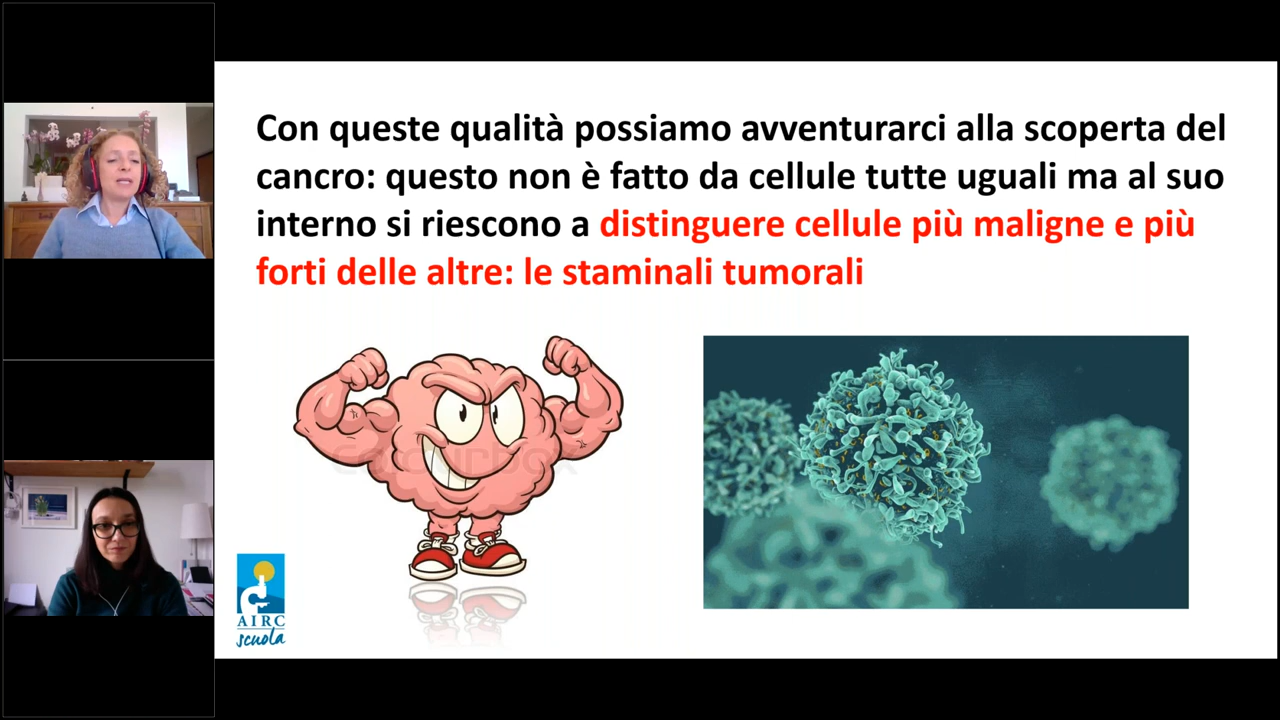 Con queste qualità possiamo avventurarci alla scoperta del
cancro: questo non è fatto da cellule tutte uguali ma al suo
interno si riescono a distinguere cellule più maligne e più
forti delle altre: le staminali tumorali
AIRC
scuola